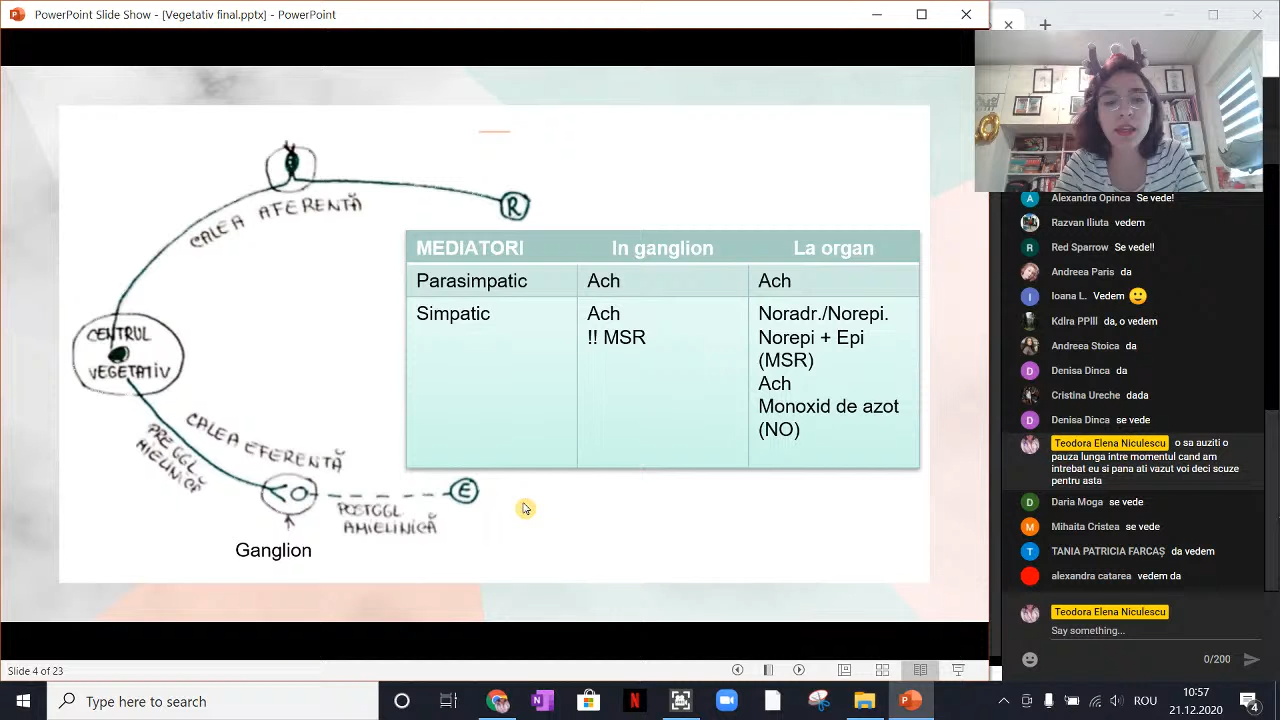 PowerPoint Slide Show - [Vegetativ final.pptx] - PowerPoint
CALEA AFERENTĂ
R
CENTRUL
VEGETATIV
CALEA EFERENTĂ
PREGGL
MIELINICĂ
POSTGGL
AMIELINICĂ
E
Ganglion
MEDIATORI In ganglion La organ
Parasimpatic Ach Ach
Simpatic Ach Noradr./Norepi.
!! MSR Norepi + Epi
(MSR)
Ach
Monoxid de azot
(NO)
Alexandra Opinca Se vede!
Razvan Iliuta vedem
Red Sparrow Se vede!!
Andreea Paris da
Ioana L. Vedem 🙂
Kdlra PPIll da, o vedem
Andreea Stoica da
Denisa Dinca da
Cristina Ureche dada
Denisa Dinca se vede
Teodora Elena Niculescu o sa auziti o
pauza lunga intre momentul cand am
intrebat eu si pana ati vazut voi deci scuze
pentru asta
Daria Moga se vede
Mihaita Cristea se vede
TANIA PATRICIA FARCAȘ da vedem
alexandra catarea vedem da
Teodora Elena Niculescu
Say something...
0/200
Slide 4 of 23
Type here to search
ROU
10:57
21.12.2020
4